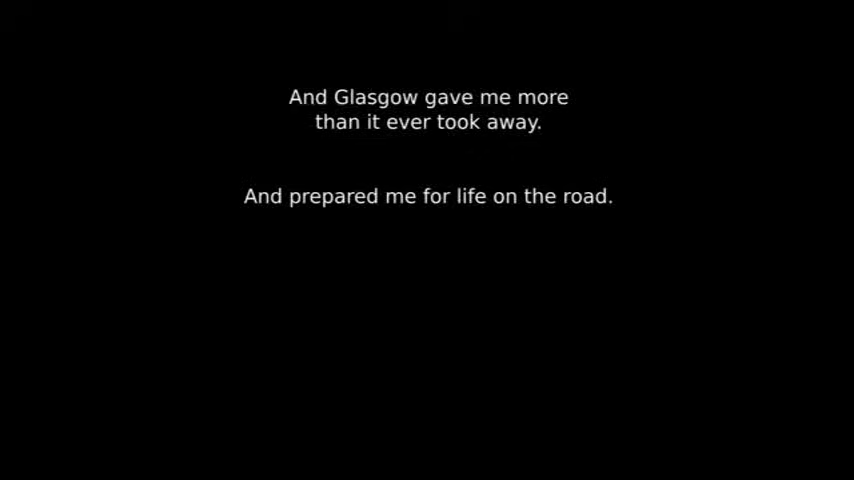 And Glasgow gave me more
than it ever took away.
And prepared me for life on the road.